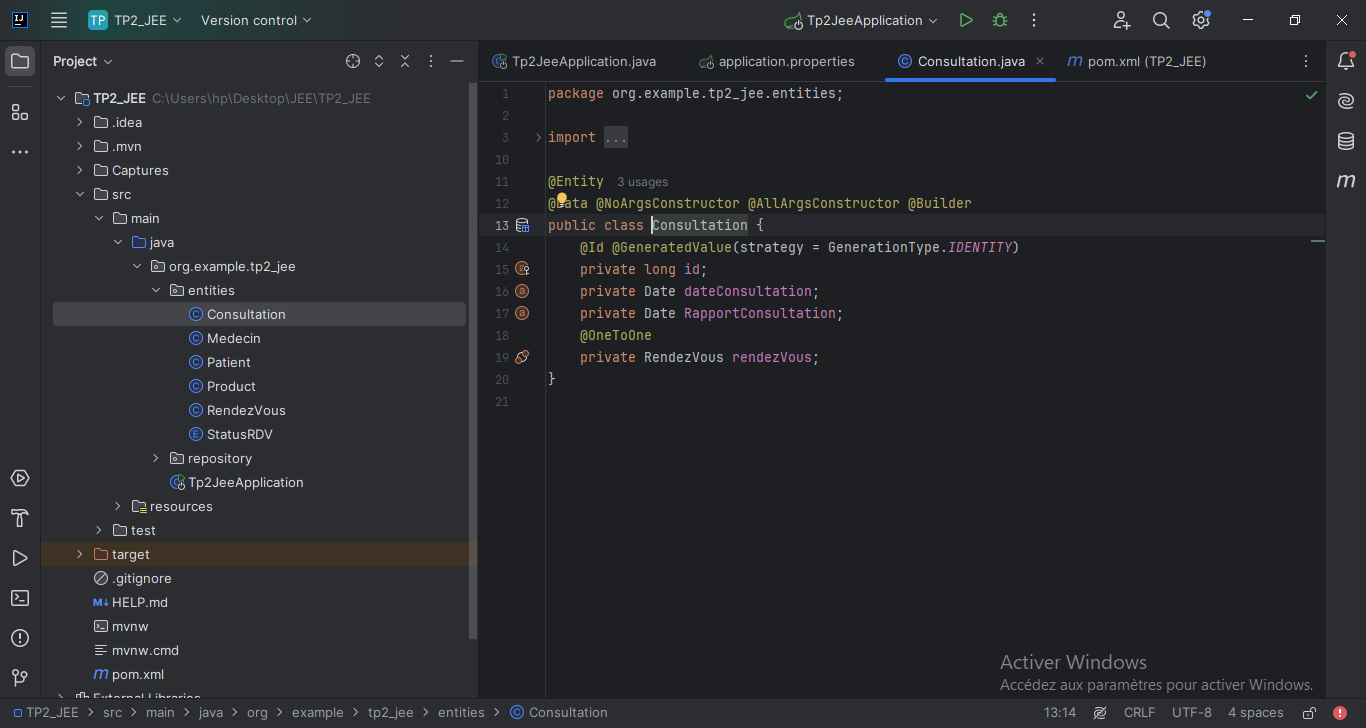 TP TP2_JEE Version control Tp2JeeApplication
Project
Tp2JeeApplication.java application.properties Consultation.java pom.xml (TP2_JEE)
TP2_JEE C:\Users\hp\Desktop\JEE\TP2_JEE
.idea
.mvn
Captures
src
main
java
org.example.tp2_jee
entities
Consultation
Medecin
Patient
Product
RendezVous
StatusRDV
repository
Tp2JeeApplication
resources
test
target
.gitignore
HELP.md
mvnw
mvnw.cmd
pom.xml
External Libraries
1 package org.example.tp2_jee.entities;
2
3 import ...
10
11 @Entity 3 usages
12 @Data @NoArgsConstructor @AllArgsConstructor @Builder
13 public class Consultation {
14 @Id @GeneratedValue(strategy = GenerationType.IDENTITY)
15 private long id;
16 private Date dateConsultation;
17 private Date RapportConsultation;
18 @OneToOne
19 private RendezVous rendezVous;
20 }
21
Activer Windows
Accédez aux paramètres pour activer Windows.
TP2_JEE > src > main > java > org > example > tp2_jee > entities > Consultation
13:14 CRLF UTF-8 4 spaces